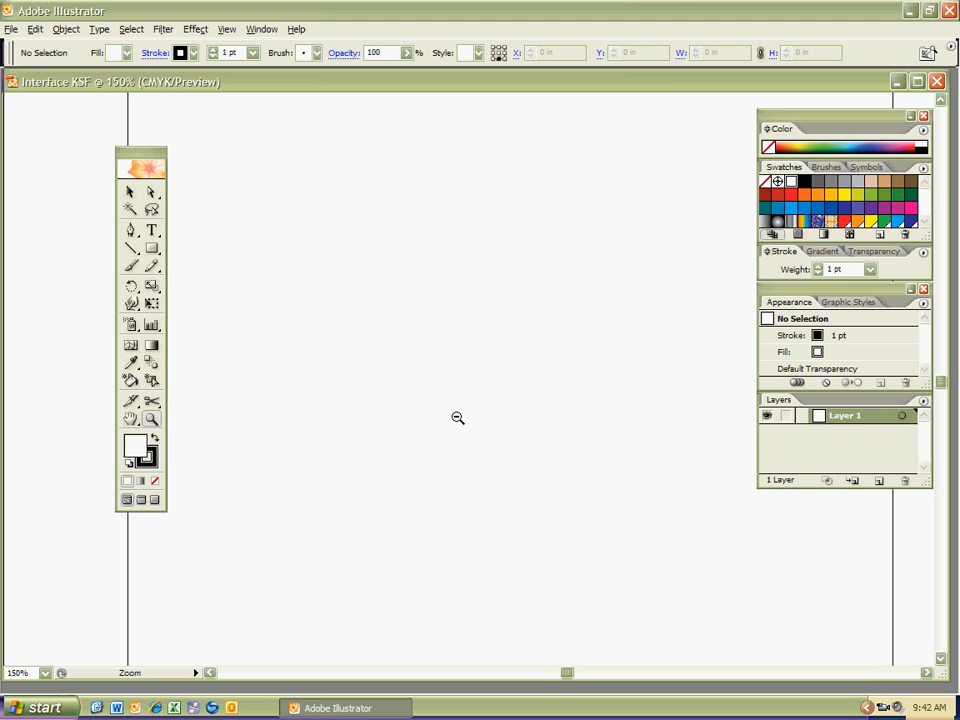 Adobe Illustrator
File Edit Object Type Select Filter Effect View Window Help
No Selection Fill: Stroke: 1 pt Brush: Opacity: 100 % Style: X: 0 in Y: 0 in W: 0 in H: 0 in
Interface KSF @ 150% (CMYK/Preview)
Color
Swatches Brushes Symbols
Stroke Gradient Transparency
Weight: 1 pt
Appearance Graphic Styles
No Selection
Stroke: 1 pt
Fill:
Default Transparency
Layers
Layer 1
1 Layer
T
150% Zoom
start Adobe Illustrator 9:42 AM